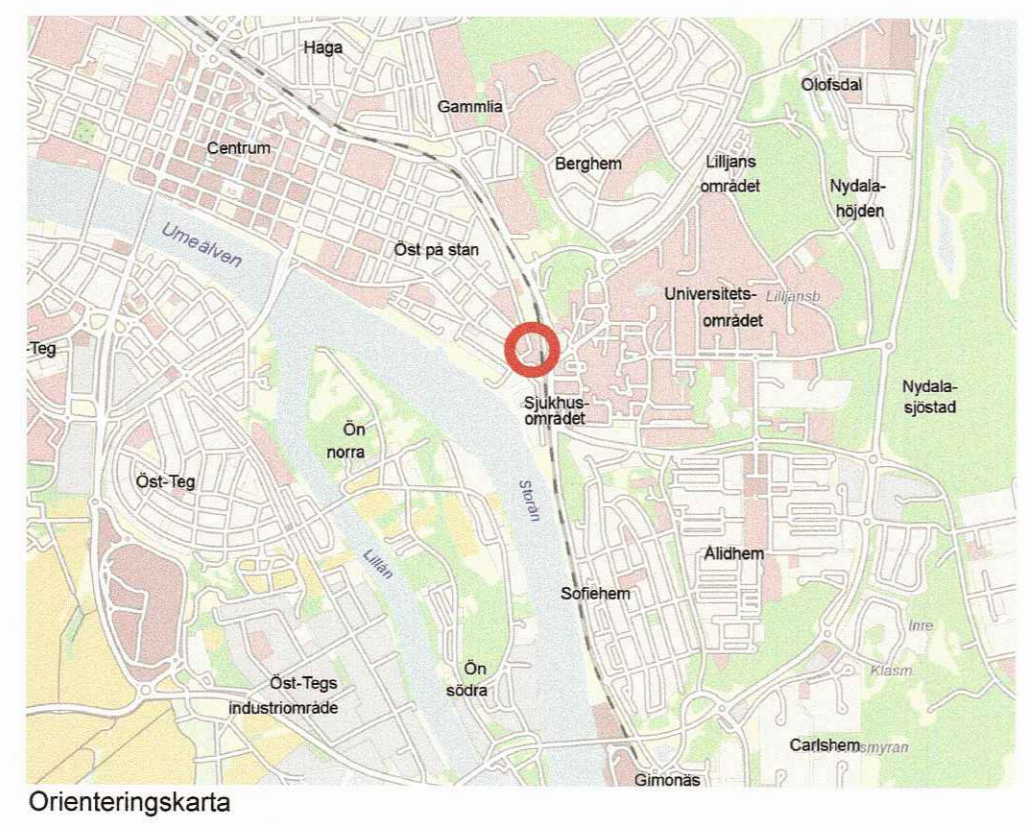 Haga
Olofsdal
Gammlia
Centrum
Berghem
Lilljans
området
Nydala-
höjden
Umeälven
Öst på stan
Universitets-
området
Lilljansb.
-Teg
Nydala-
sjöstad
Sjukhus-
området
Ön
norra
Öst-Teg
Storån
Lillån
Ålidhem
Sofiehem
Inre
Klasm
Ön
södra
Öst-Tegs
industriområde
Carlshem
smyran
Gimonäs
Orienteringskarta